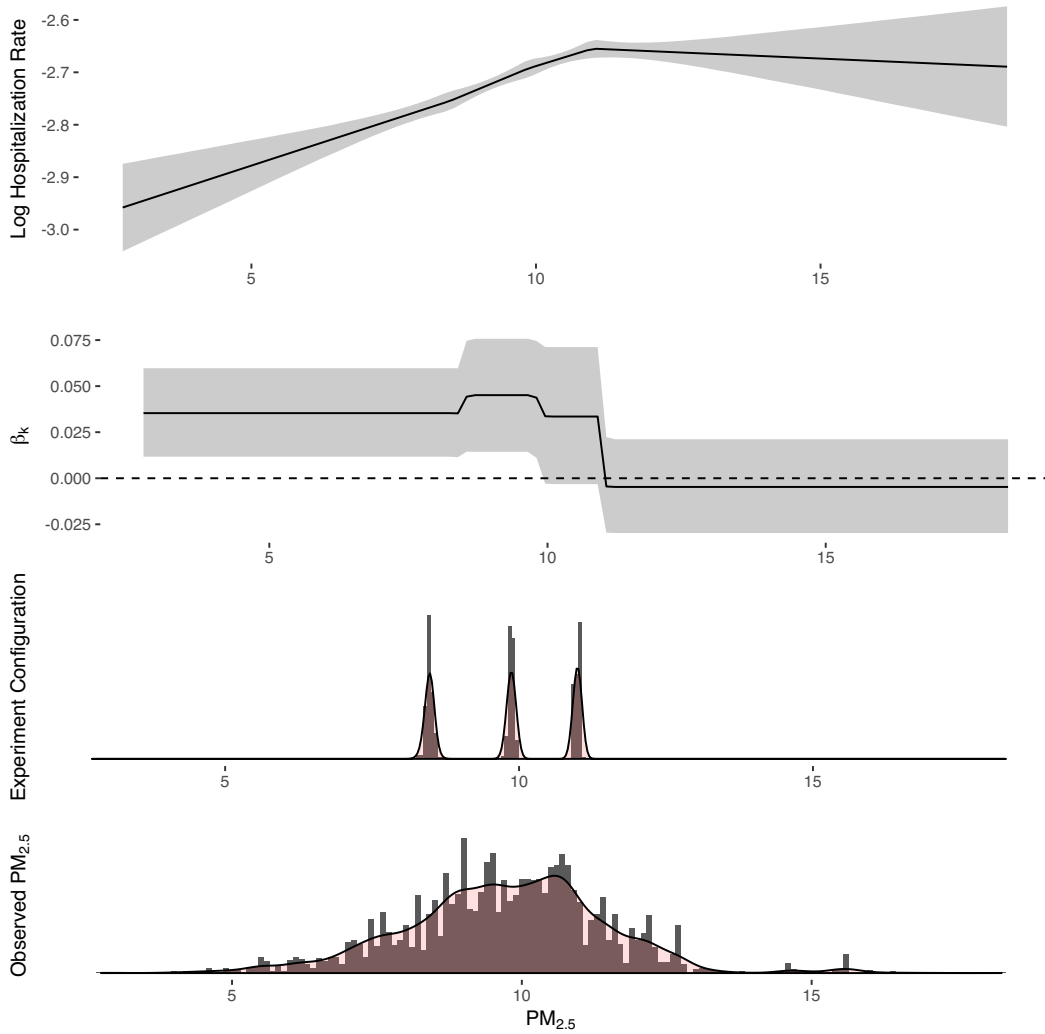 Log Hospitalization Rate
-2.6
-2.7
-2.8
-2.9
-3.0
5 10 15
βk
0.075
0.050
0.025
0.000
-0.025
5 10 15
Experiment Configuration
5 10 15
Observed PM2.5
5 10 15
PM2.5